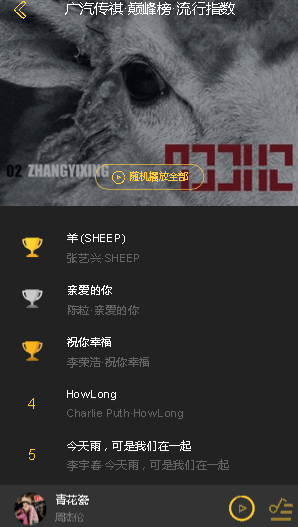 广汽传祺·巅峰榜·流行指数
02 ZHANGYIXING
随机播放全部
羊(SHEEP)
张艺兴·SHEEP
亲爱的你
陈粒·亲爱的你
祝你幸福
李荣浩·祝你幸福
4 HowLong
Charlie Puth·HowLong
5 今天雨，可是我们在一起
李宇春·今天雨，可是我们在一起
青花瓷
周杰伦